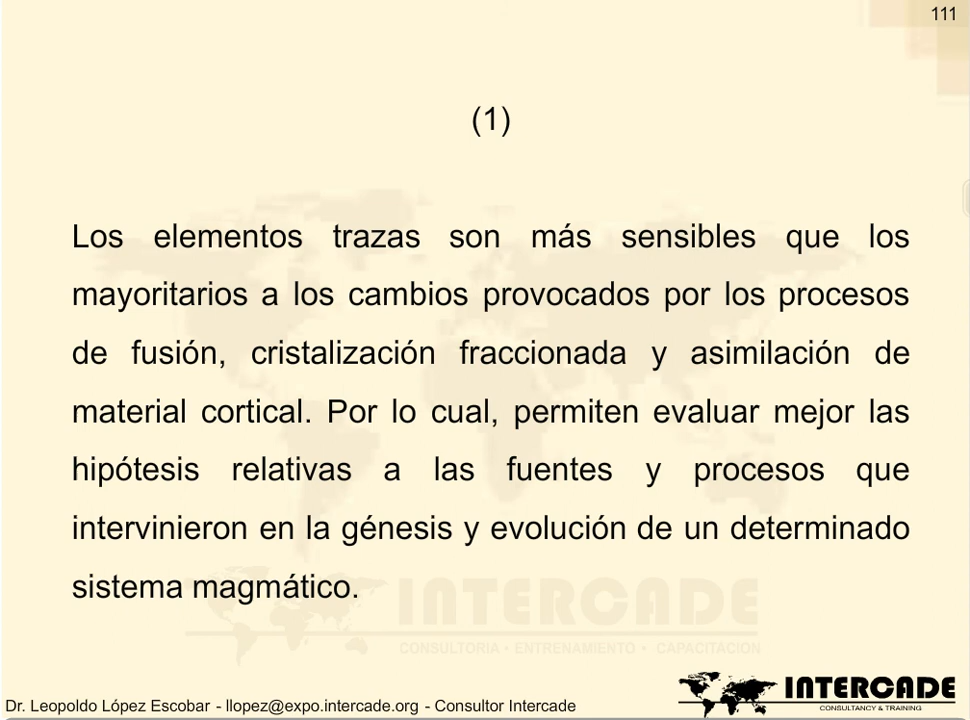 111
(1)
Los elementos trazas son más sensibles que los
mayoritarios a los cambios provocados por los procesos
de fusión, cristalización fraccionada y asimilación de
material cortical. Por lo cual, permiten evaluar mejor las
hipótesis relativas a las fuentes y procesos que
intervinieron en la génesis y evolución de un determinado
sistema magmático.
INTERCADE
CONSULTORIA • ENTRENAMIENTO • CAPACITACION
INTERCADE
CONSULTANCY & TRAINING
Dr. Leopoldo López Escobar - llopez@expo.intercade.org - Consultor Intercade